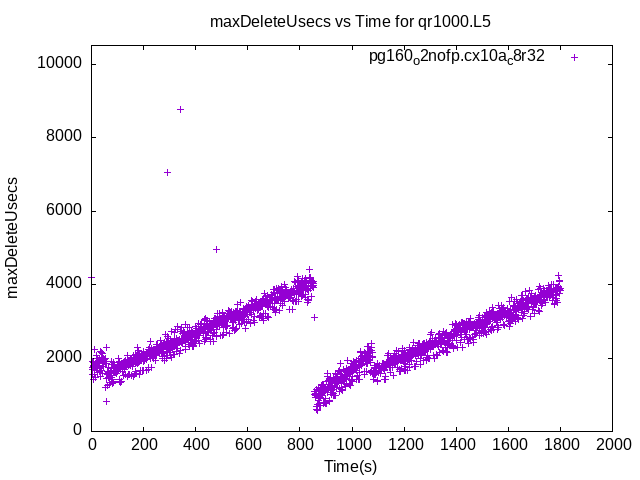 maxDeleteUsecs vs Time for qr1000.L5
pg160o2nofp.cx10ac8r32
10000
8000
6000
4000
2000
0
maxDeleteUsecs
0 200 400 600 800 1000 1200 1400 1600 1800 2000
Time(s)